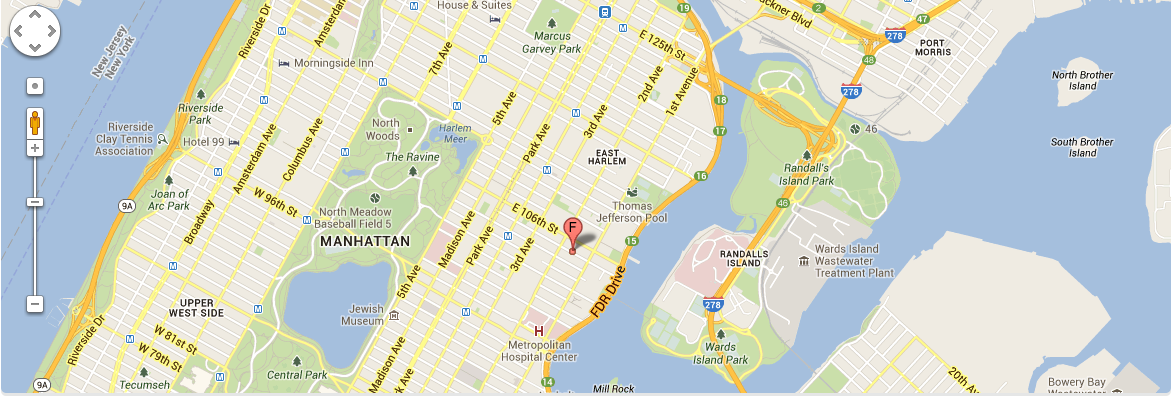 House & Suites
Amsterdam
Riverside Dr
19
2
ckner Blvd
47
278
48
PORT
MORRIS
New Jersey
New York
M
Marcus
Garvey Park
E 125th St
7th Ave
Morningside Inn
2nd Ave
1st Avenue
278
North Brother
Island
Riverside
Park
5th Ave
3rd Ave
18
17
46
Riverside
Clay Tennis
Association
Hotel 99
North
Woods
Harlem
Meer
The Ravine
Park Ave
EAST
HARLEM
South Brother
Island
Amsterdam Ave
Columbus Ave
Randall's
Island Park
16
Joan of
Arc Park
9A
W 96th St
Broadway
North Meadow
Baseball Field 5
MANHATTAN
Madison Ave
Park Ave
3rd Ave
E 106th St
F
Thomas
Jefferson Pool
46
15
RANDALLS
ISLAND
Wards Island
Wastewater
Treatment Plant
5th Ave
FDR Drive
278
UPPER
WEST SIDE
Jewish
Museum
H
Metropolitan
Hospital Center
Riverside Dr
W 81st St
W 79th St
Madison Ave
Wards
Island Park
9A
Tecumseh
Central Park
rk Ave
14
Mill Rock
20th Ave
Bowery Bay
Wastewater